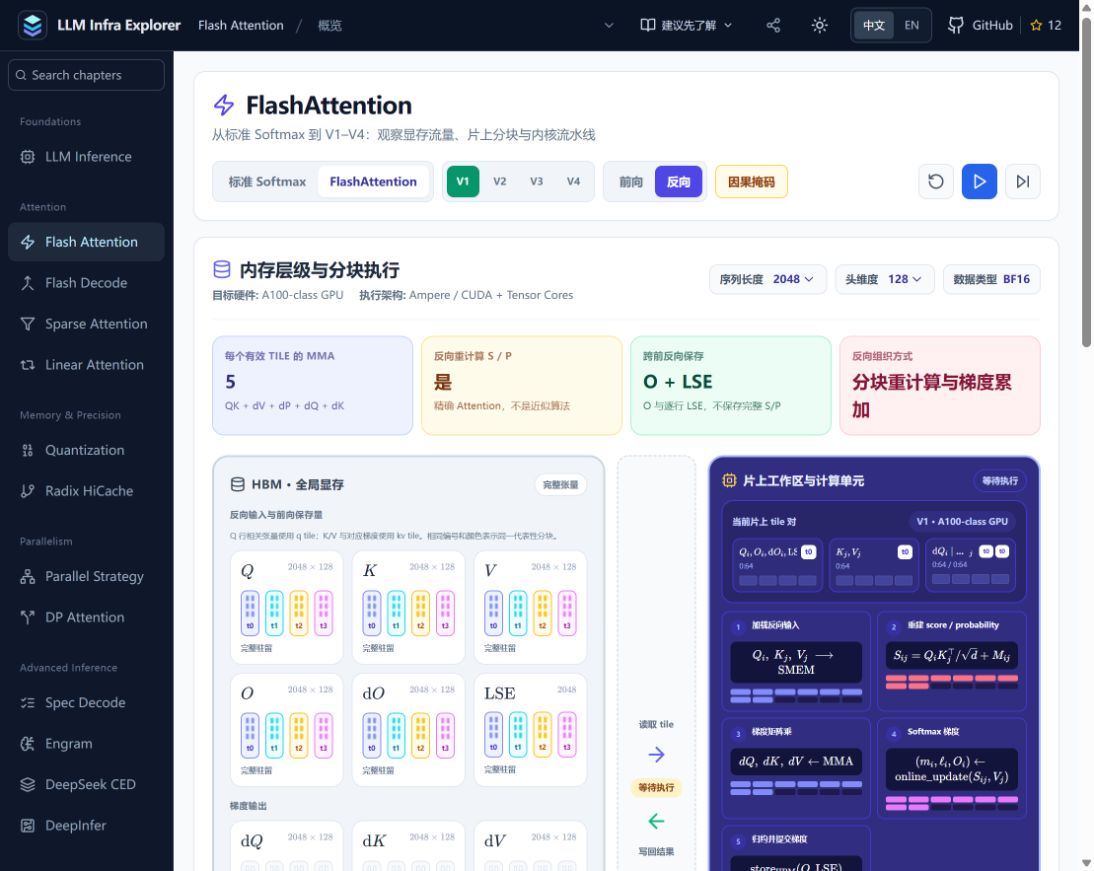 LLM Infra Explorer Flash Attention / 概览 建议先了解 中文 EN GitHub 12
Search chapters
Foundations
LLM Inference
Attention
Flash Attention
Flash Decode
Sparse Attention
Linear Attention
Memory & Precision
Quantization
Radix HiCache
Parallelism
Parallel Strategy
DP Attention
Advanced Inference
Spec Decode
Engram
DeepSeek CED
DeepInfer
FlashAttention
从标准 Softmax 到 V1–V4：观察显存流量、片上分块与内核流水线
标准 Softmax FlashAttention V1 V2 V3 V4 前向 反向 因果掩码
内存层级与分块执行
目标硬件: A100-class GPU 执行架构: Ampere / CUDA + Tensor Cores
序列长度 2048 头维度 128 数据类型 BF16
每个有效 TILE 的 MMA
5
QK + dV + dP + dQ + dK
反向重计算 S / P
是
精确 Attention，不是近似算法
跨前反向保存
O + LSE
O 与逐行 LSE，不保存完整 S/P
反向组织方式
分块重计算与梯度累
加
HBM • 全局显存 完整张量
反向输入与前向保存量
Q 行相关张量使用 q tile；K/V 与对应梯度使用 kv tile。相同编号和颜色表示同一代表性分块。
Q 2048 × 128 K 2048 × 128 V 2048 × 128
t0 t1 t2 t3 t0 t1 t2 t3 t0 t1 t2 t3
完整驻留 完整驻留 完整驻留
O 2048 × 128 dO 2048 × 128 LSE 2048
t0 t1 t2 t3 t0 t1 t2 t3 t0 t1 t2 t3
完整驻留 完整驻留 完整驻留
梯度输出
dQ 2048 × 128 dK 2048 × 128 dV 2048 × 128
读取 tile
等待执行
写回结果
片上工作区与计算单元 等待执行
当前片上 tile 对 V1 • A100-class GPU
Qi, Oi, dOi, LS t0 Kj, Vj t0 dQi | ... j t0 t0
0:64 0:64 0:64 / 0:64
1 加载反向输入
Qi, Kj, Vj ⟶
SMEM
2 重建 score / probability
Sij = QiKj⊤/√d + Mij
3 梯度矩阵乘
dQ, dK, dV ← MMA
4 Softmax 梯度
(mi, ℓi, Oi) ←
online_update(Sij, Vj)
5 归约并提交梯度
storeHBM(O, LSE)